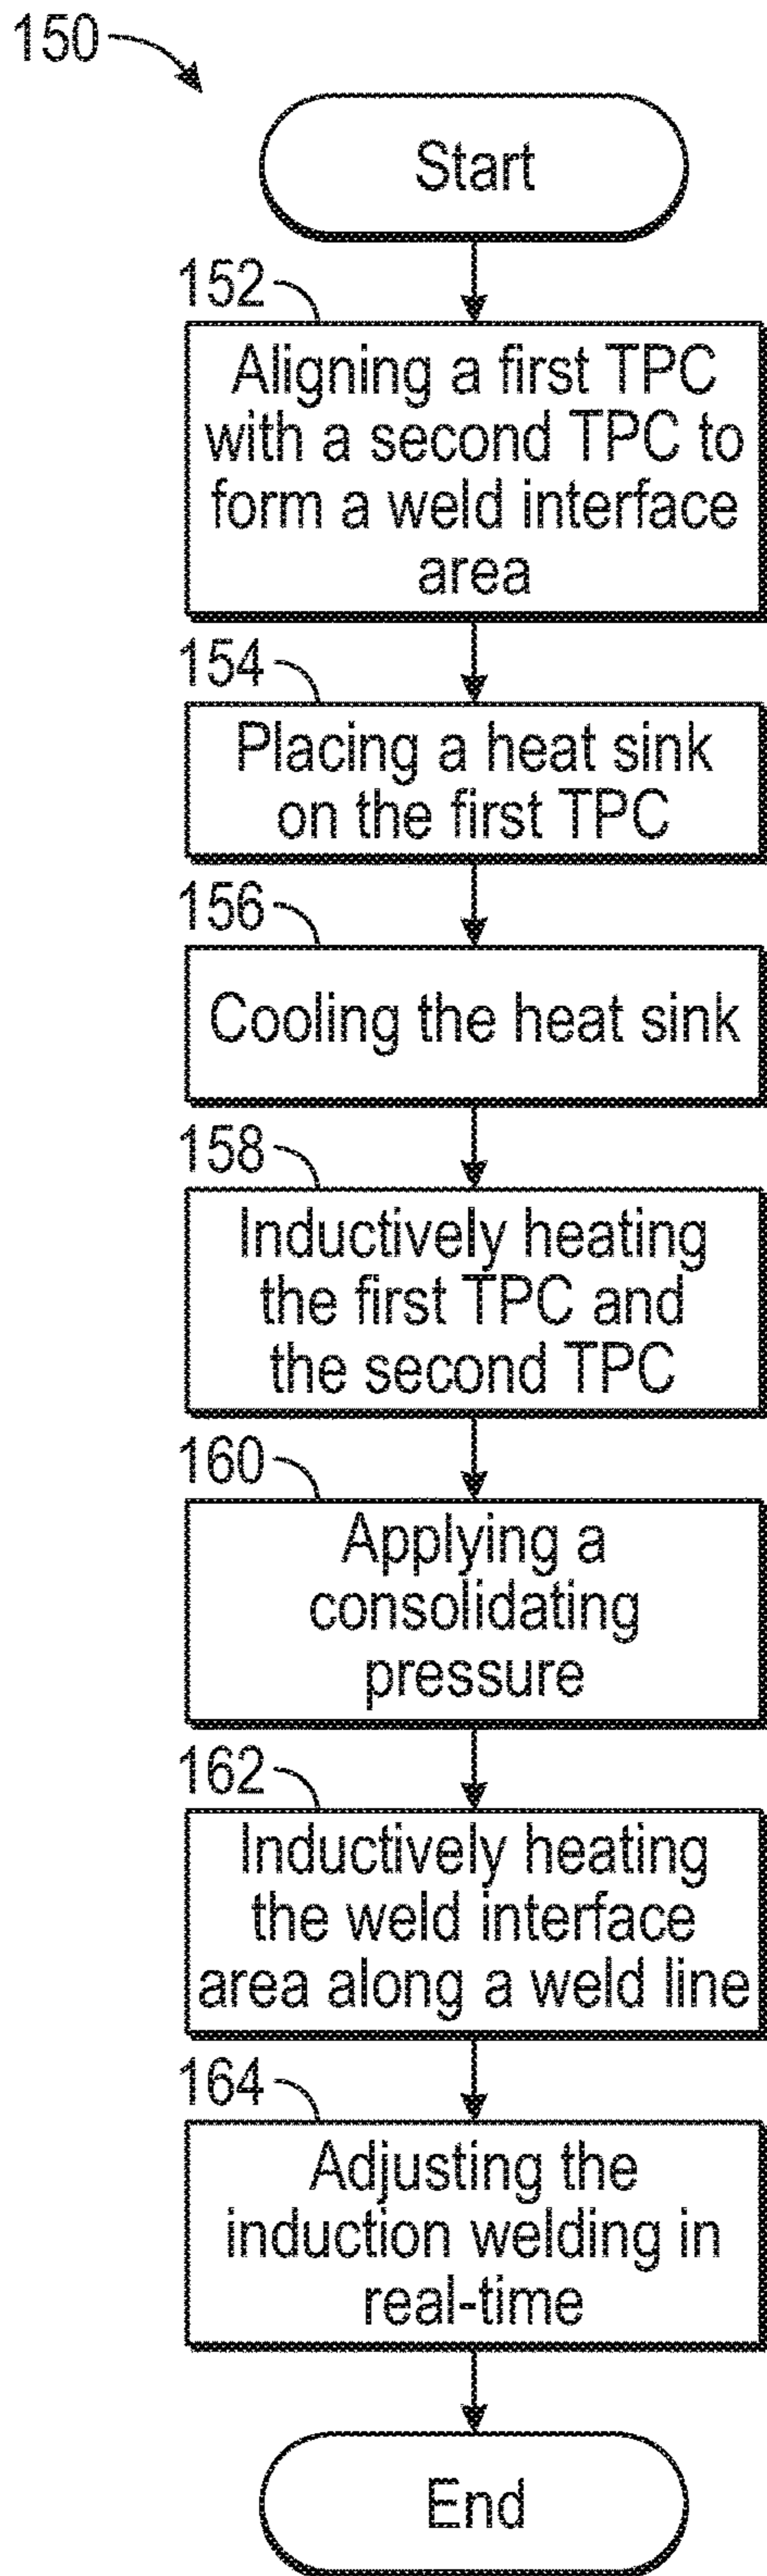 150
Start
152
Aligning a first TPC
with a second TPC to
form a weld interface
area
154
Placing a heat sink
on the first TPC
156
Cooling the heat sink
158
Inductively heating
the first TPC and
the second TPC
160
Applying a
consolidating
pressure
162
Inductively heating
the weld interface
area along a weld line
164
Adjusting the
induction welding in
real-time
End